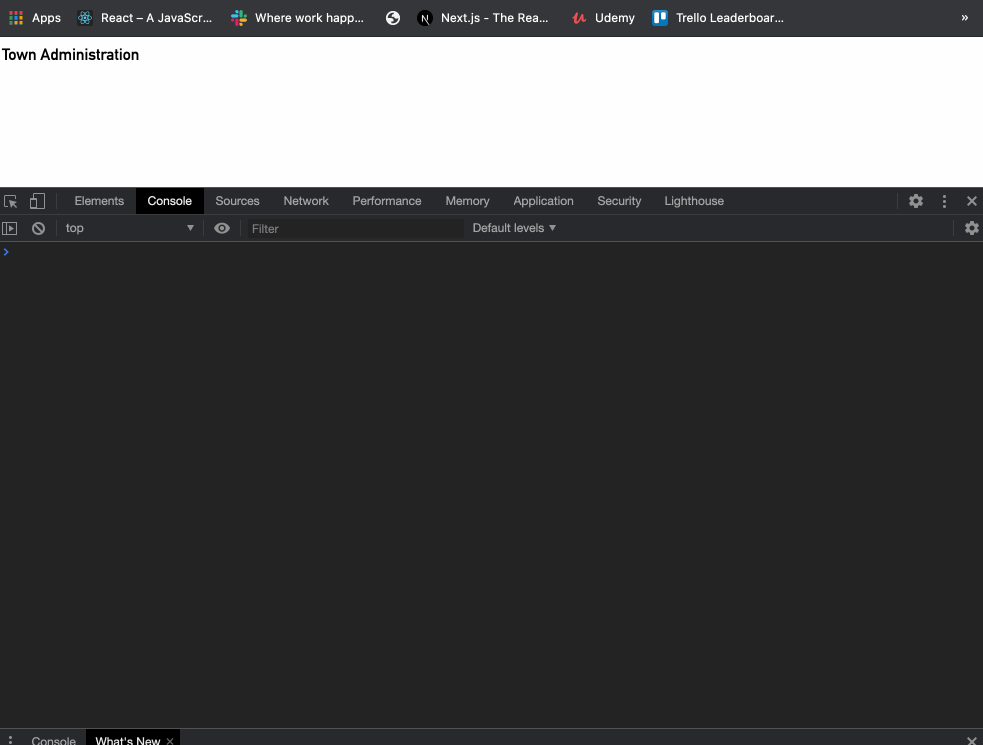 Apps React – A JavaScr... Where work happ... N Next.js - The Rea... Udemy Trello Leaderboar... »
Town Administration
Elements Console Sources Network Performance Memory Application Security Lighthouse
top Filter Default levels
Console What's New